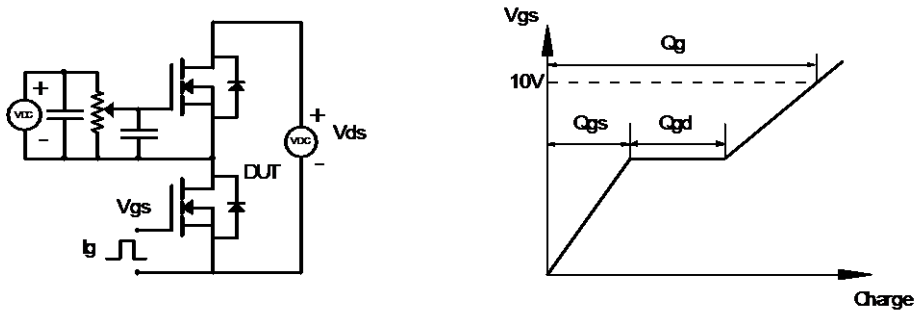 +
VDC
-
+
VDC
-
Vds
DUT
Vgs
Ig
Vgs
Qg
10V
Qgs
Qgd
Charge